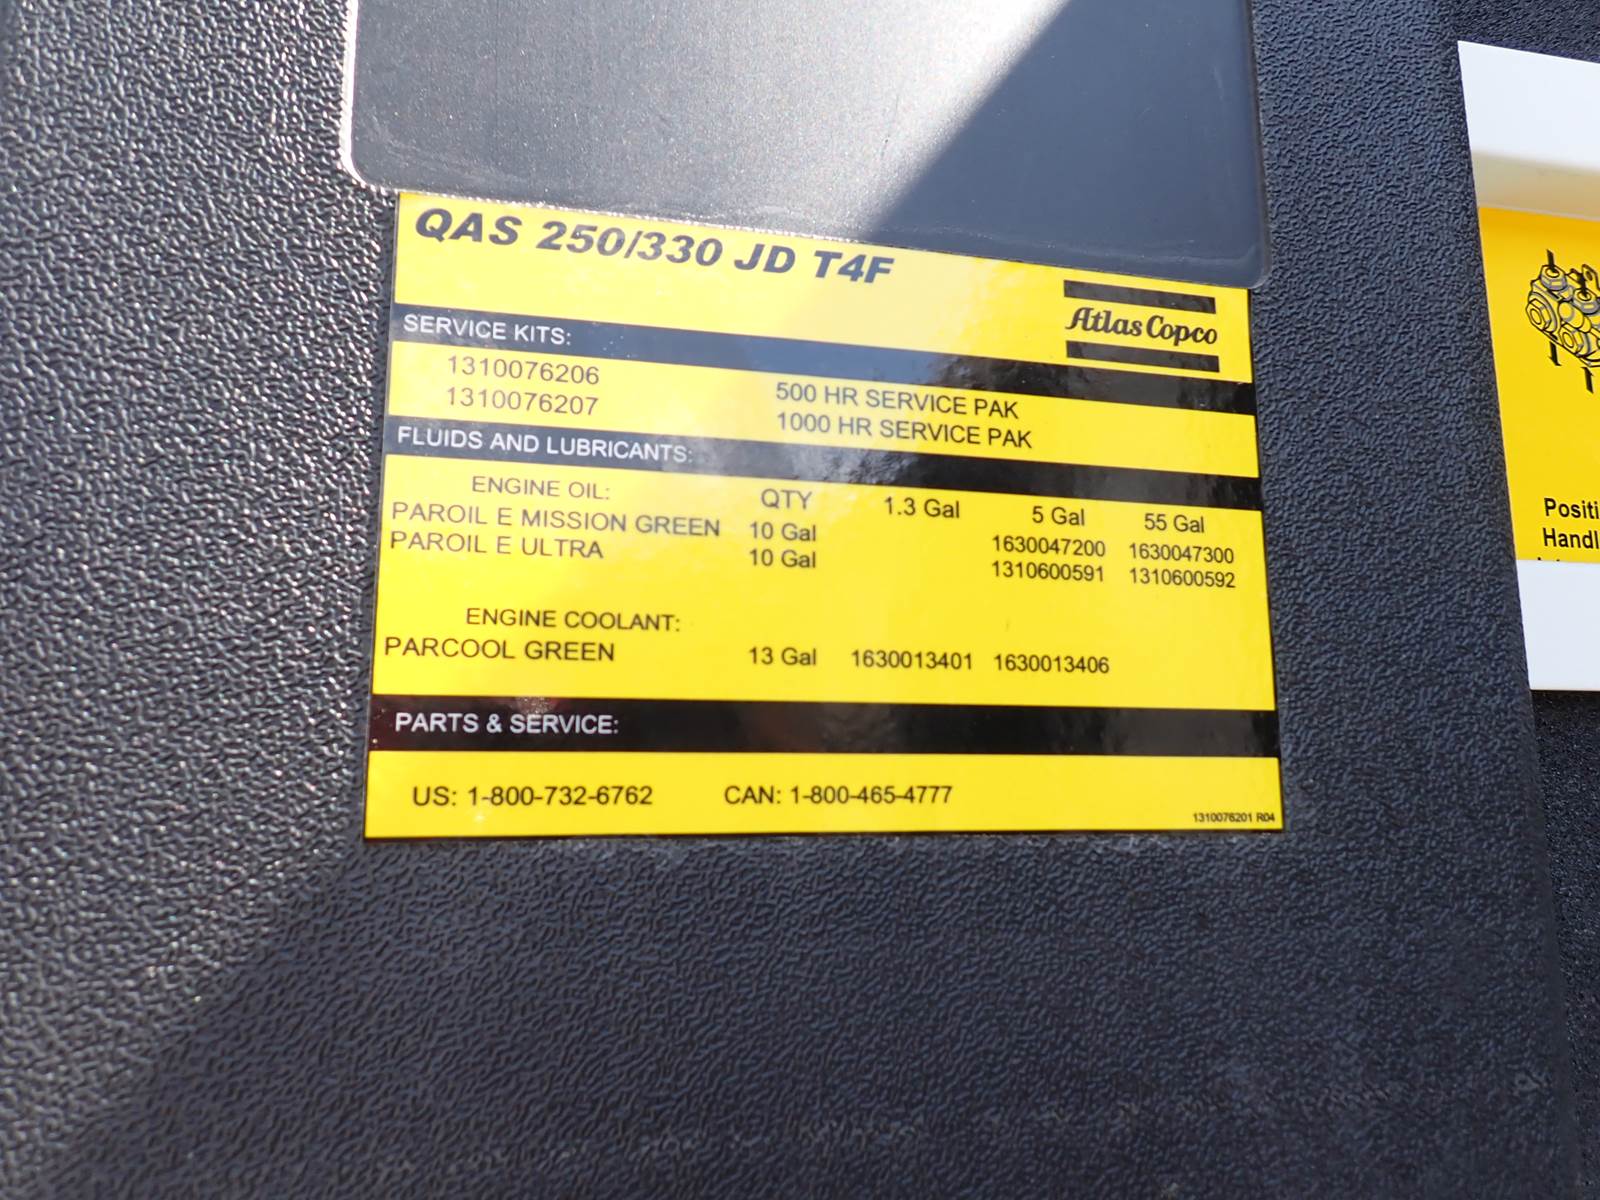 QAS 250/330 JD T4F
Atlas Copco
SERVICE KITS:
1310076206 500 HR SERVICE PAK
1310076207 1000 HR SERVICE PAK
FLUIDS AND LUBRICANTS:
ENGINE OIL: QTY 1.3 Gal 5 Gal 55 Gal
PAROIL E MISSION GREEN 10 Gal 1630047200 1630047300
PAROIL E ULTRA 10 Gal 1310600591 1310600592
ENGINE COOLANT:
PARCOOL GREEN 13 Gal 1630013401 1630013406
PARTS & SERVICE:
US: 1-800-732-6762 CAN: 1-800-465-4777
1310076201 R04
Positi
Handl